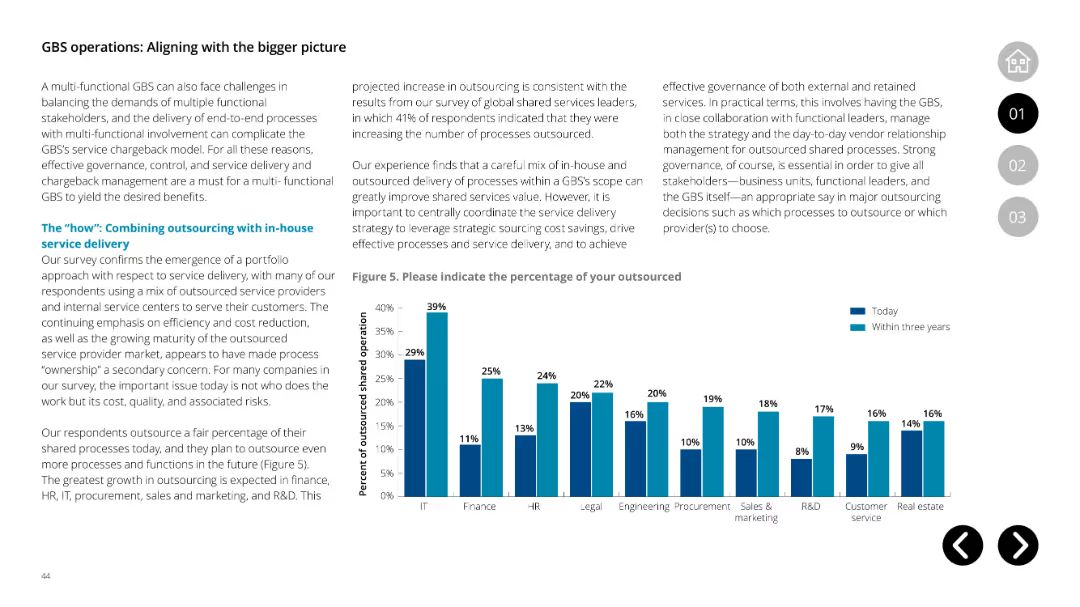 GBS operations: Aligning with the bigger picture
A multi-functional GBS can also face challenges in
balancing the demands of multiple functional
stakeholders, and the delivery of end-to-end processes
with multi-functional involvement can complicate the
GBS's service chargeback model. For all these reasons,
effective governance, control, and service delivery and
chargeback management are a must for a multi- functional
GBS to yield the desired benefits.
The "how": Combining outsourcing with in-house
service delivery
Our survey confirms the emergence of a portfolio
approach with respect to service delivery, with many of our
respondents using a mix of outsourced service providers
and internal service centers to serve their customers. The
continuing emphasis on efficiency and cost reduction,
as well as the growing maturity of the outsourced
service provider market, appears to have made process
"ownership" a secondary concern. For many companies in
our survey, the important issue today is not who does the
work but its cost, quality, and associated risks.
Our respondents outsource a fair percentage of their
shared processes today, and they plan to outsource even
more processes and functions in the future (Figure 5).
The greatest growth in outsourcing is expected in finance,
HR, IT, procurement, sales and marketing, and R&D. This
projected increase in outsourcing is consistent with the
results from our survey of global shared services leaders,
in which 41% of respondents indicated that they were
increasing the number of processes outsourced.
Our experience finds that a careful mix of in-house and
outsourced delivery of processes within a GBS's scope can
greatly improve shared services value. However, it is
important to centrally coordinate the service delivery
strategy to leverage strategic sourcing cost savings, drive
effective processes and service delivery, and to achieve
effective governance of both external and retained
services. In practical terms, this involves having the GBS,
in close collaboration with functional leaders, manage
both the strategy and the day-to-day vendor relationship
management for outsourced shared processes. Strong
governance, of course, is essential in order to give all
stakeholders—business units, functional leaders, and
the GBS itself—an appropriate say in major outsourcing
decisions such as which processes to outsource or which
provider(s) to choose.
Figure 5. Please indicate the percentage of your outsourced
Percent of outsourced shared operation
40%
35%
30%
25%
20%
15%
10%
5%
0%
Today
Within three years
29%
39%
11%
25%
13%
24%
20%
22%
16%
20%
10%
19%
10%
18%
8%
17%
9%
16%
14%
16%
IT
Finance
HR
Legal
Engineering
Procurement
Sales &
marketing
R&D
Customer
service
Real estate
01
02
03
44